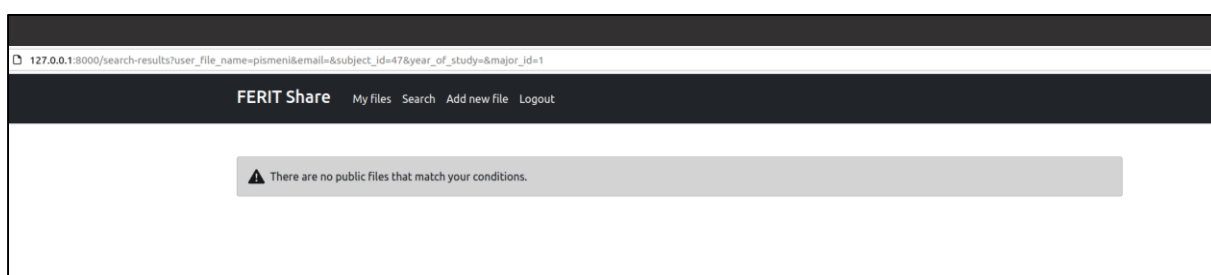 127.0.0.1:8000/search-results?user_file_name=pismeni&email=&subject_id=47&year_of_study=&major_id=1
FERIT Share My files Search Add new file Logout
There are no public files that match your conditions.